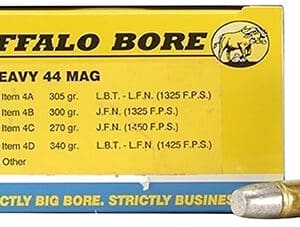 FFALO BORE
EAVY 44 MAG
Item 4A 305 gr. L.B.T. - L.F.N. (1325 F.P.S.)
Item 4B 300 gr. J.F.N. (1325 F.P.S.)
Item 4C 270 gr. J.F.N. (1450 F.P.S.)
Item 4D 340 gr. L.B.T. - L.F.N. (1425 F.P.S.)
Other
CTLY BIG BORE. STRICTLY BUSINES